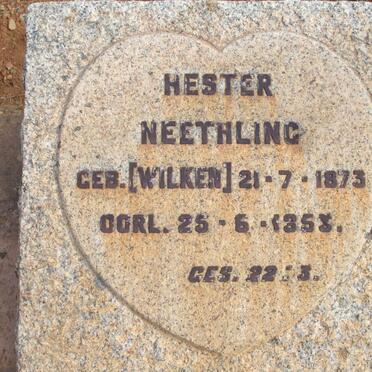 HESTER
NEETHLING
GEB. [WILKEN] 21·7·1873
OORL. 25·6·1953.
GES. 22:3.